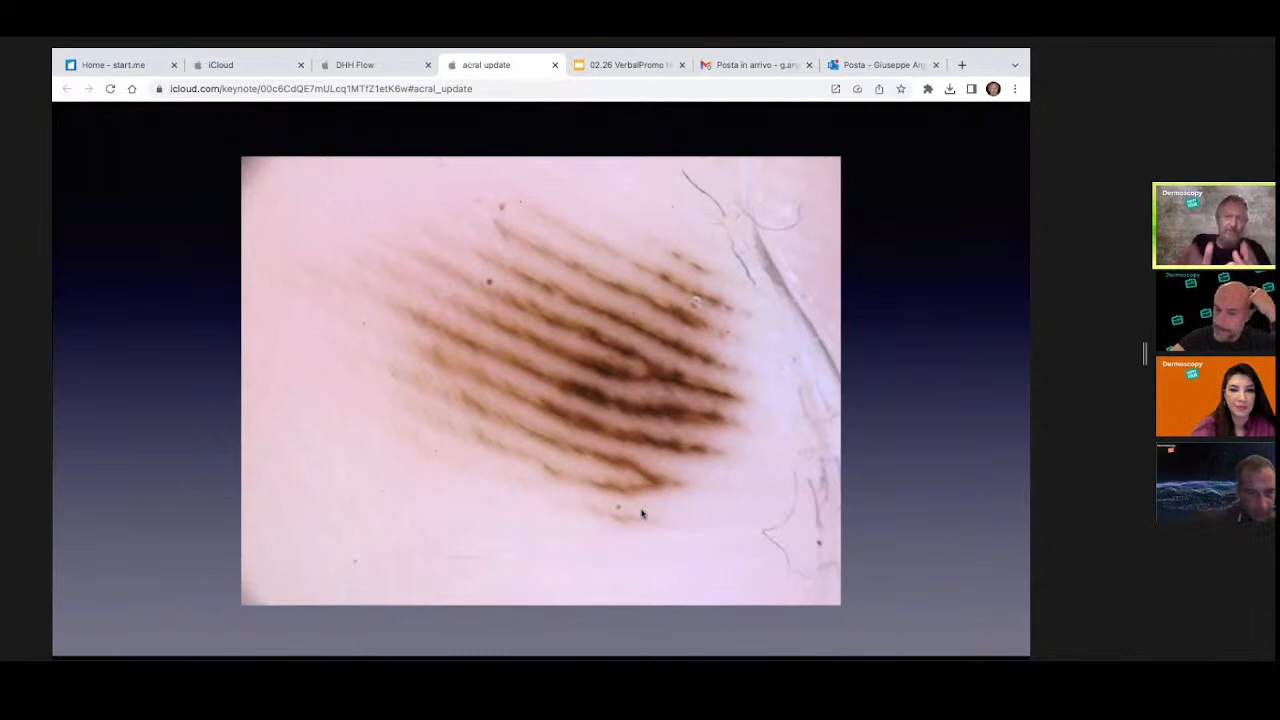 Home - start.me
iCloud
DHH Flow
acral update
02.26 VerbalPromo
Posta in arrivo - g.arg
Posta - Giuseppe Arg
icloud.com/keynote/00c6CdQE7mULcq1MTfZ1etK6w#acral_update
Dermoscopy
Dermoscopy
Dermoscopy